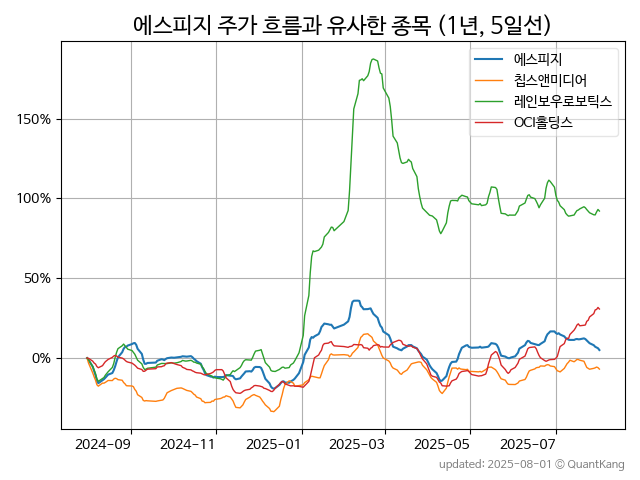 에스피지 주가 흐름과 유사한 종목 (1년, 5일선)
에스피지
칩스앤미디어
레인보우로보틱스
OCI홀딩스
150%
100%
50%
0%
2024-09
2024-11
2025-01
2025-03
2025-05
2025-07
updated: 2025-08-01 © QuantKang